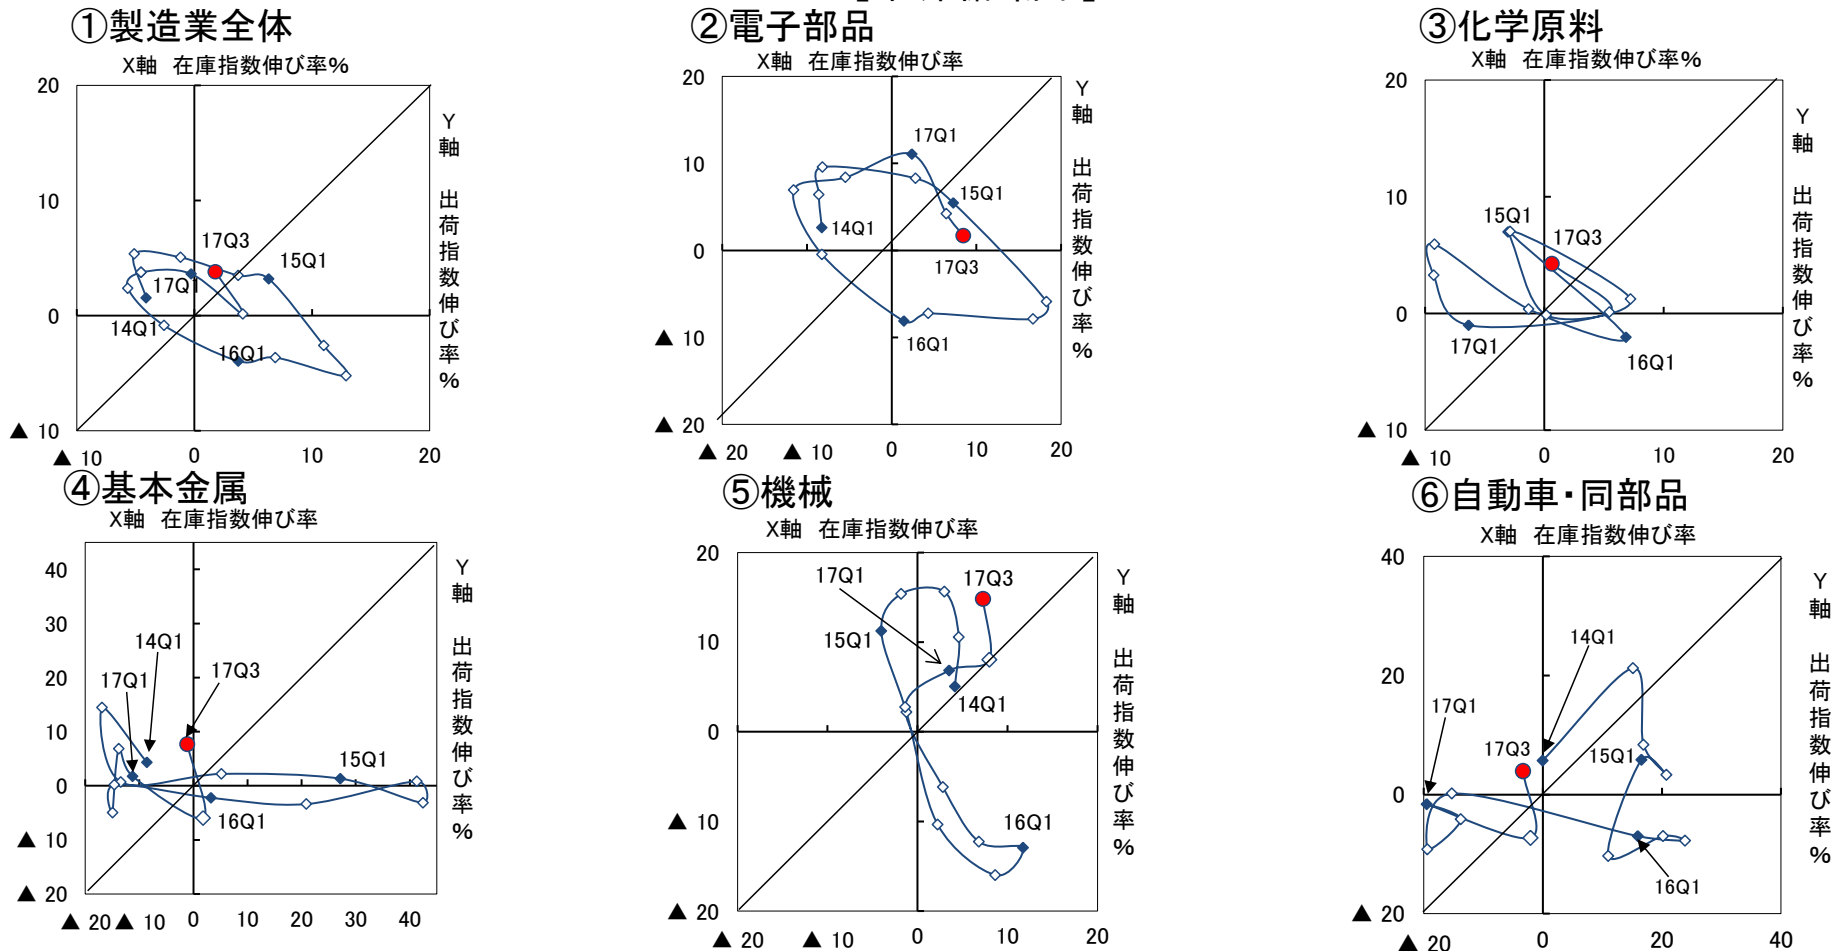 ①製造業全体
X軸 在庫指数伸び率%
20
10
0
▲ 10
▲ 10
0
10
20
Y軸 出荷指数伸び率%
17Q3
15Q1
17Q1
14Q1
16Q1
②電子部品
X軸 在庫指数伸び率
20
10
0
▲ 10
▲ 20
▲ 20
▲ 10
0
10
20
Y軸 出荷指数伸び率%
17Q1
15Q1
14Q1
17Q3
16Q1
③化学原料
X軸 在庫指数伸び率%
20
10
0
▲ 10
▲ 10
0
10
20
Y軸 出荷指数伸び率%
15Q1
17Q3
17Q1
16Q1
④基本金属
X軸 在庫指数伸び率
40
30
20
10
0
▲ 10
▲ 20
▲ 20
▲ 10
0
10
20
30
40
Y軸 出荷指数伸び率%
14Q1
17Q1
17Q3
15Q1
16Q1
⑤機械
X軸 在庫指数伸び率
20
10
0
▲ 10
▲ 20
▲ 20
▲ 10
0
10
20
Y軸 出荷指数伸び率%
17Q1
17Q3
15Q1
14Q1
16Q1
⑥自動車・同部品
X軸 在庫指数伸び率
40
20
0
▲ 20
▲ 20
0
20
40
Y軸 出荷指数伸び率%
14Q1
17Q1
17Q3
15Q1
16Q1